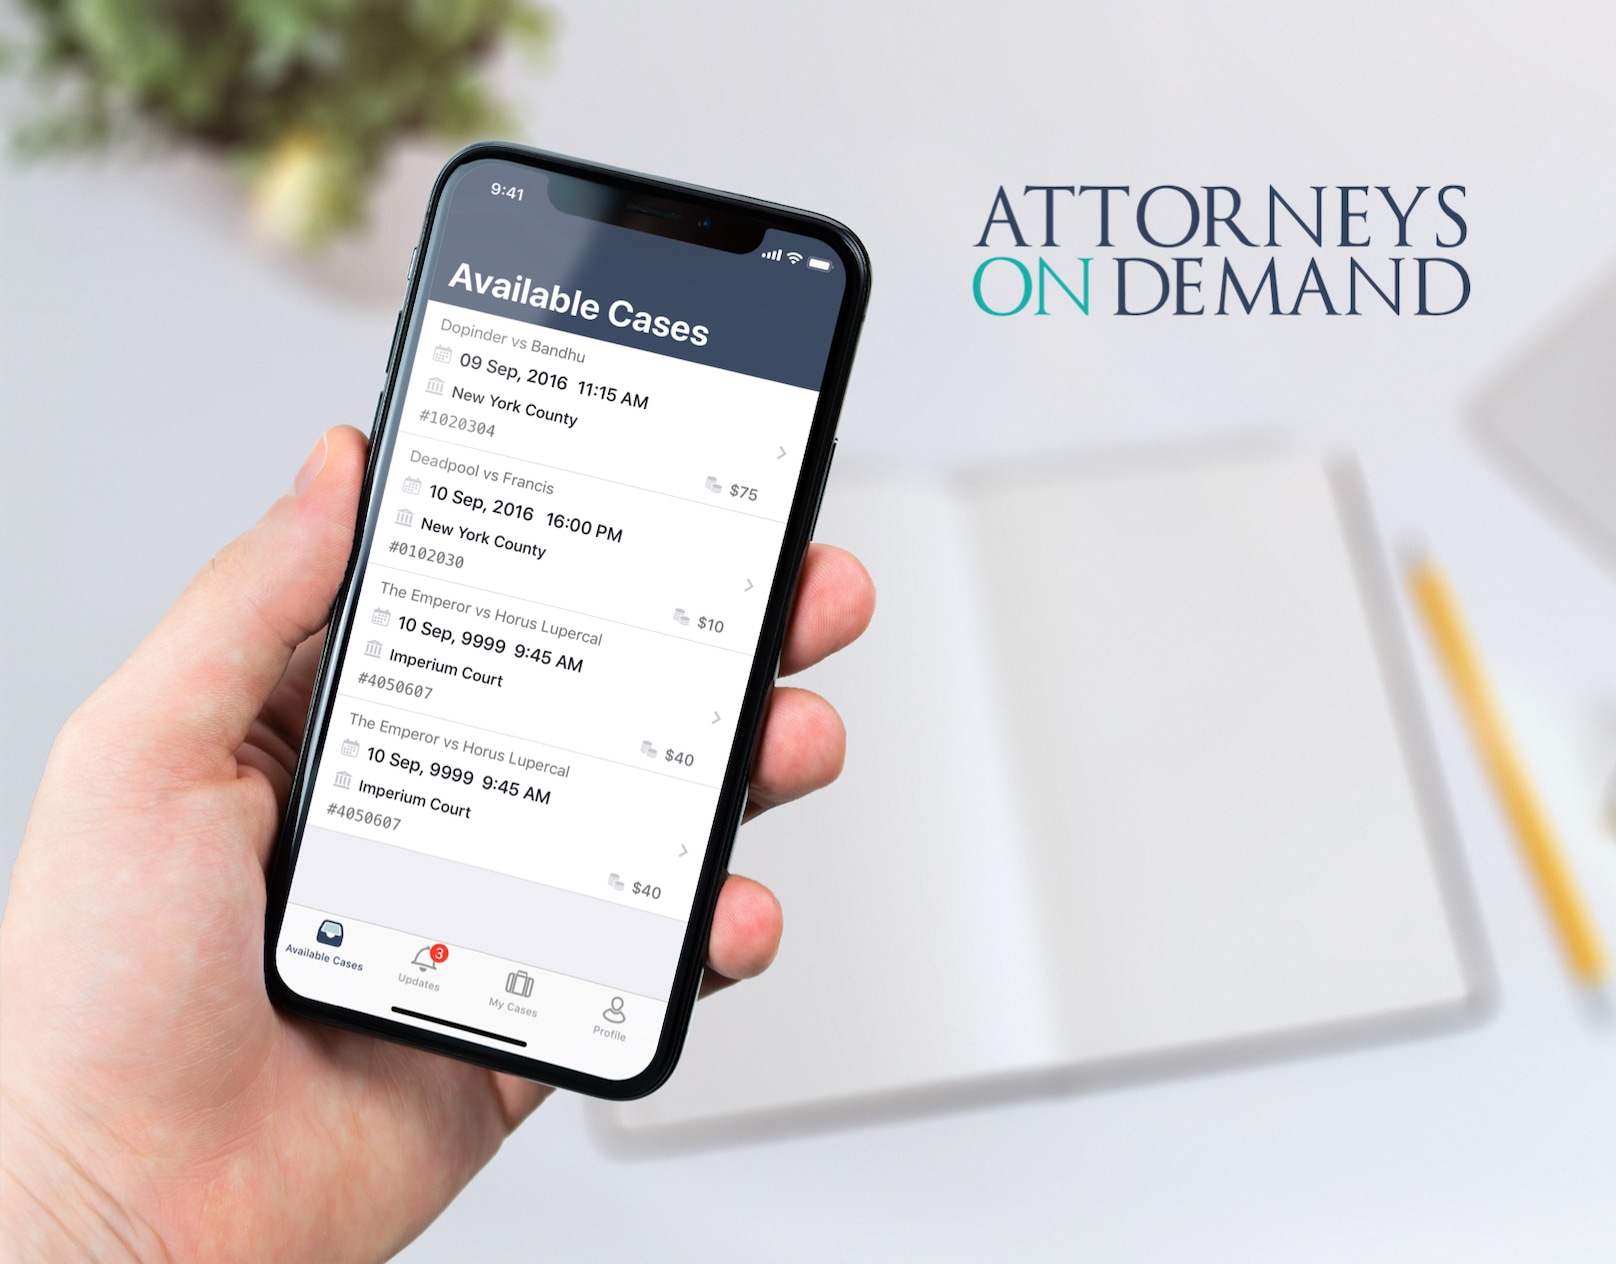 9:41
Available Cases
Dopinder vs Bandhu
09 Sep, 2016 11:15 AM
New York County
#1020304
$75
Deadpool vs Francis
10 Sep, 2016 16:00 PM
New York County
#0102030
$10
The Emperor vs Horus Lupercal
10 Sep, 9999 9:45 AM
Imperium Court
#4050607
$40
The Emperor vs Horus Lupercal
10 Sep, 9999 9:45 AM
Imperium Court
#4050607
$40
Available Cases
3
Updates
My Cases
Profile
ATTORNEYS
ON DEMAND